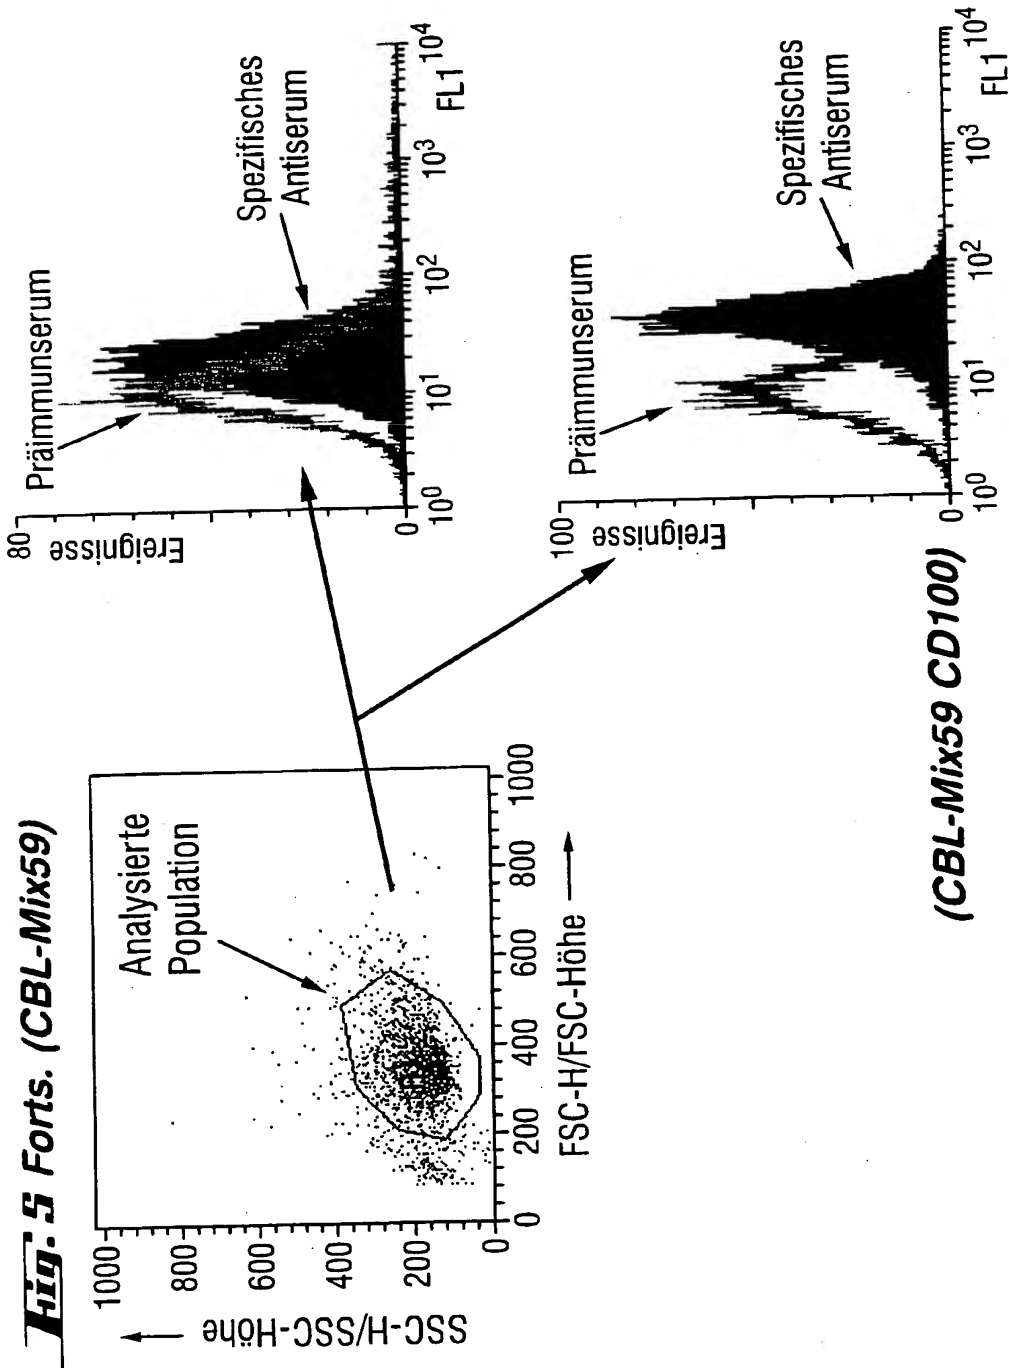 Fig. 5 Forts. (CBL-Mix59)
SSC-H/SSC-Höhe
1000
800
600
400
200
0
0
200
400
600
800
1000
FSC-H/FSC-Höhe
Analysierte
Population
80
Ereignisse
0
10^0
10^1
10^2
10^3
10^4
FL1
Präimmunserum
Spezifisches
Antiserum
100
Ereignisse
0
10^0
10^1
10^2
10^3
10^4
FL1
Präimmunserum
Spezifisches
Antiserum
(CBL-Mix59 CD100)